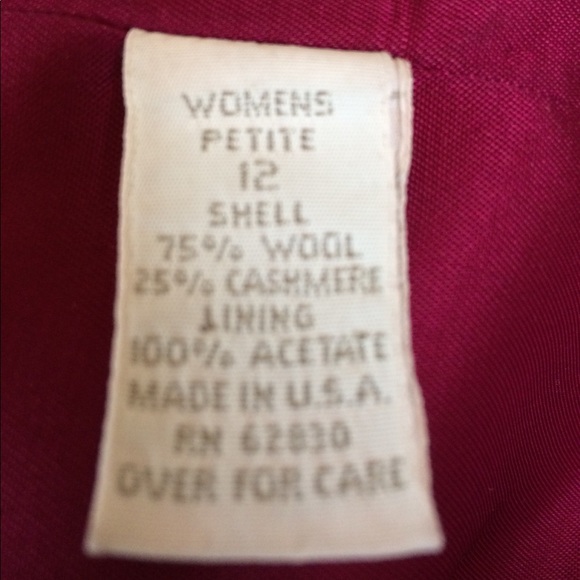 WOMENS
PETITE
12
SHELL
75% WOOL
25% CASHMERE
LINING
100% ACETATE
MADE IN U.S.A.
RN 62830
OVER FOR CARE